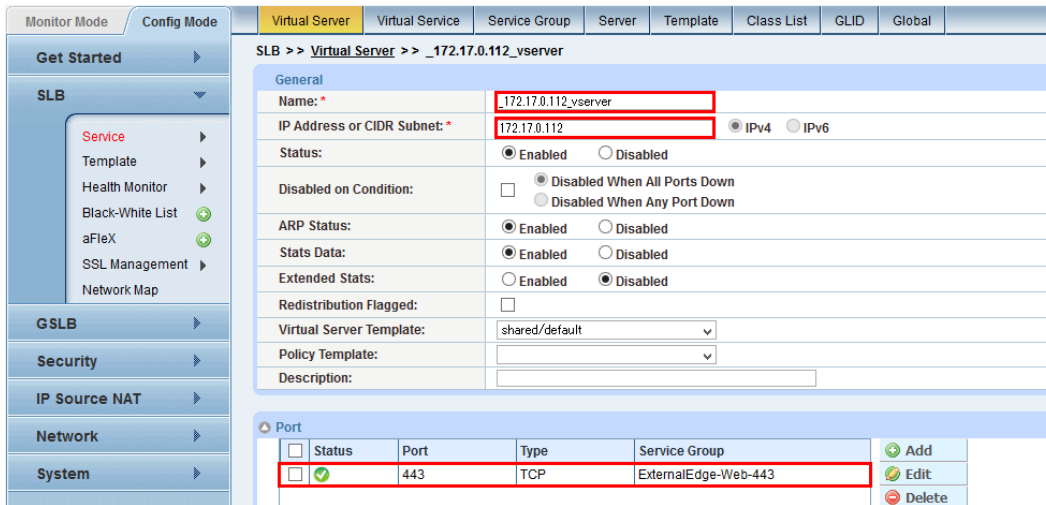 Monitor Mode Config Mode Virtual Server Virtual Service Service Group Server Template Class List GLID Global
SLB >> Virtual Server >> _172.17.0.112_vserver
Get Started
SLB
Service
Template
Health Monitor
Black-White List
aFleX
SSL Management
Network Map
GSLB
Security
IP Source NAT
Network
System
General
Name: * _172.17.0.112_vserver
IP Address or CIDR Subnet: * 172.17.0.112 IPv4 IPv6
Status: Enabled Disabled
Disabled on Condition: Disabled When All Ports Down
Disabled When Any Port Down
ARP Status: Enabled Disabled
Stats Data: Enabled Disabled
Extended Stats: Enabled Disabled
Redistribution Flagged:
Virtual Server Template: shared/default
Policy Template:
Description:
Port
Status Port Type Service Group Add
443 TCP ExternalEdge-Web-443 Edit
Delete